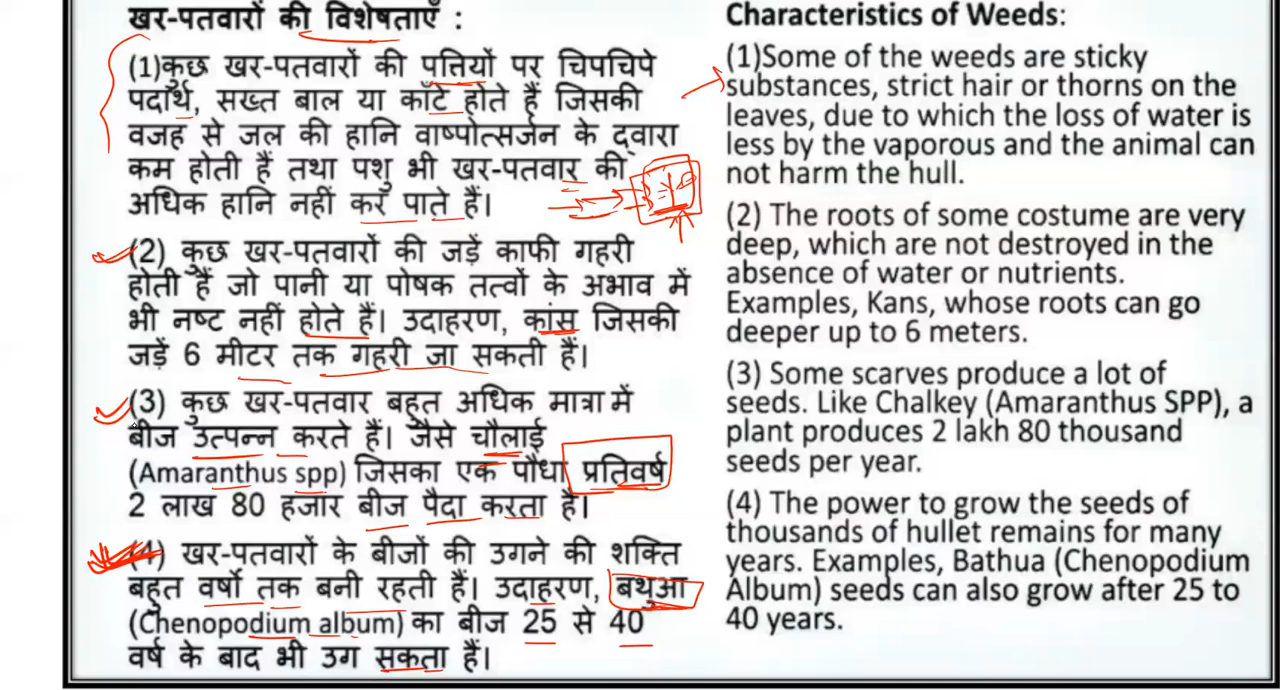 खर-पतवारों की विशेषताएँ :
(1)कुछ खर-पतवारों की पत्तियों पर चिपचिपे
पदार्थ, सख्त बाल या काँटे होते हैं जिसकी
वजह से जल की हानि वाष्पोत्सर्जन के द्वारा
कम होती हैं तथा पशु भी खर-पतवार की
अधिक हानि नहीं कर पाते हैं।
(2) कुछ खर-पतवारों की जड़ें काफी गहरी
होती हैं जो पानी या पोषक तत्वों के अभाव में
भी नष्ट नहीं होते हैं। उदाहरण, कांस जिसकी
जड़ें 6 मीटर तक गहरी जा सकती हैं।
(3) कुछ खर-पतवार बहुत अधिक मात्रा में
बीज उत्पन्न करते हैं। जैसे चौलाई
(Amaranthus spp) जिसका एक पौधा प्रतिवर्ष
2 लाख 80 हजार बीज पैदा करता है।
(4) खर-पतवारों के बीजों की उगने की शक्ति
बहुत वर्षो तक बनी रहती हैं। उदाहरण, बथुआ
(Chenopodium album) का बीज 25 से 40
वर्ष के बाद भी उग सकता हैं।
Characteristics of Weeds:
(1)Some of the weeds are sticky
substances, strict hair or thorns on the
leaves, due to which the loss of water is
less by the vaporous and the animal can
not harm the hull.
(2) The roots of some costume are very
deep, which are not destroyed in the
absence of water or nutrients.
Examples, Kans, whose roots can go
deeper up to 6 meters.
(3) Some scarves produce a lot of
seeds. Like Chalkey (Amaranthus SPP), a
plant produces 2 lakh 80 thousand
seeds per year.
(4) The power to grow the seeds of
thousands of hullet remains for many
years. Examples, Bathua (Chenopodium
Album) seeds can also grow after 25 to
40 years.